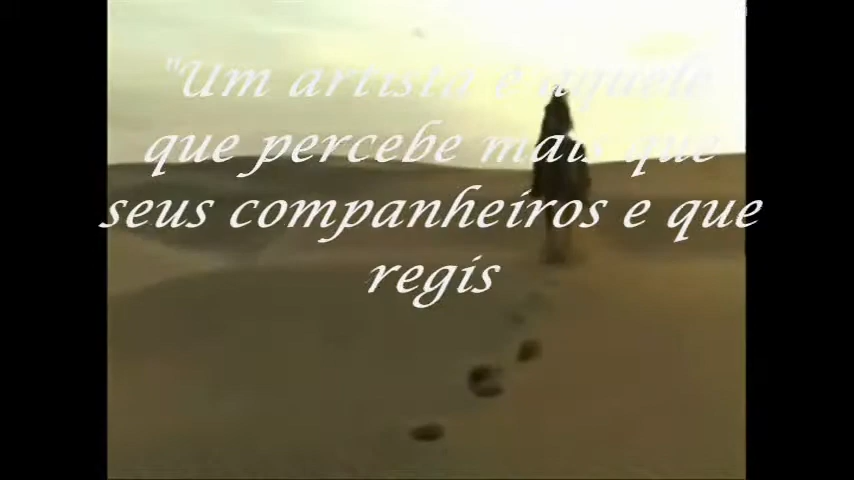 "Um artista é aquele
que percebe mais que
seus companheiros e que
regis